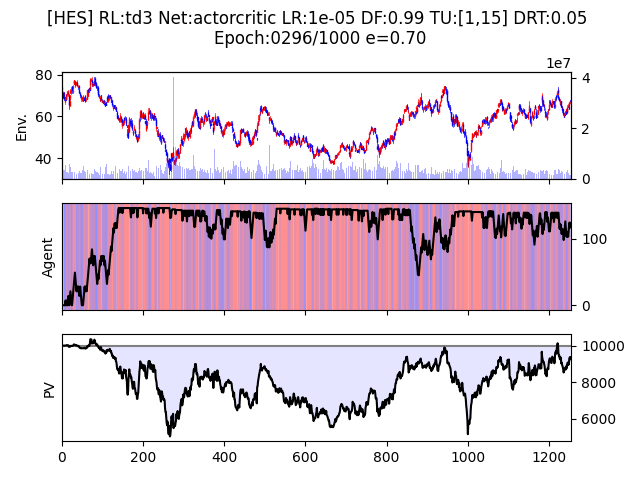 [HES] RL:td3 Net:actorcritic LR:1e-05 DF:0.99 TU:[1,15] DRT:0.05
Epoch:0296/1000 e=0.70
1e7
80
60
40
Env.
4
2
0
Agent
100
0
PV
10000
8000
6000
0 200 400 600 800 1000 1200